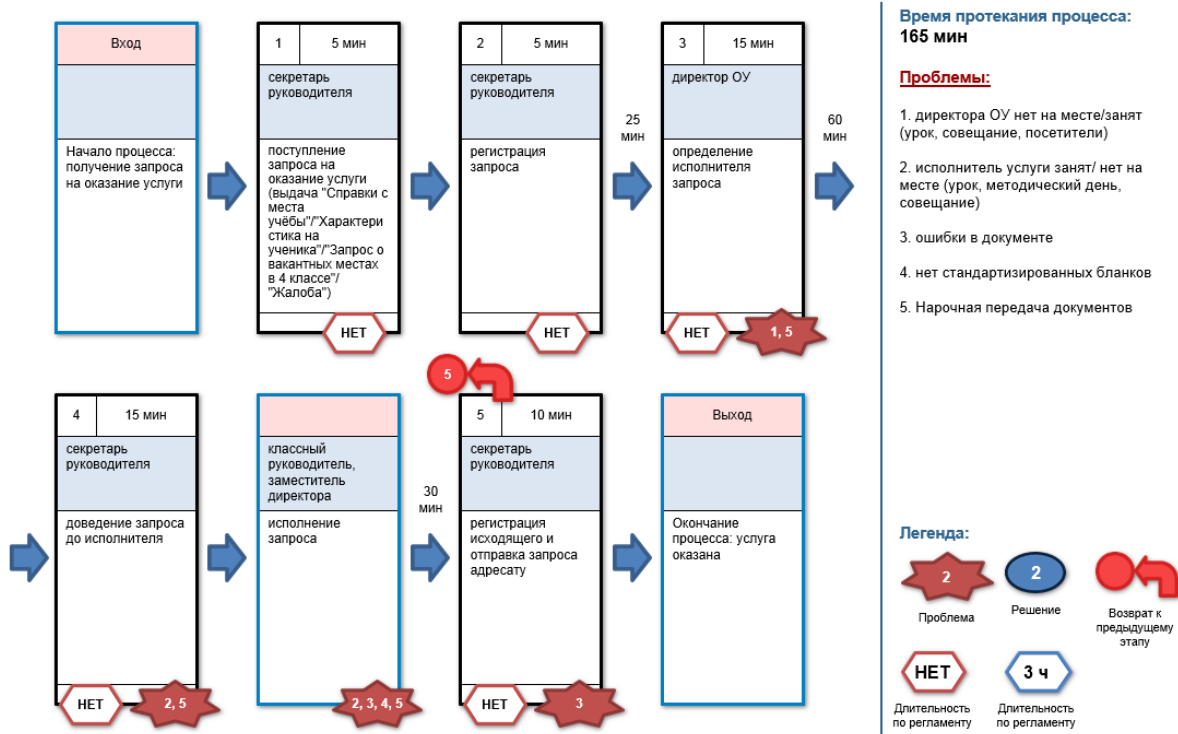 Вход
Начало процесса:
получение запроса
на оказание услуги
1
5 мин
секретарь
руководителя
поступление
запроса на
оказание услуги
(выдача "Справки с
места
учёбы"/"Характери
стика на
ученика"/"Запрос о
вакантных местах
в 4 классе"/
"Жалоба")
НЕТ
2
5 мин
секретарь
руководителя
регистрация
запроса
НЕТ
25
мин
3
15 мин
директор ОУ
определение
исполнителя
запроса
НЕТ
1, 5
60
мин
4
15 мин
секретарь
руководителя
доведение запроса
до исполнителя
НЕТ
2, 5
классный
руководитель,
заместитель
директора
исполнение
запроса
2, 3, 4, 5
30
мин
5
5
10 мин
секретарь
руководителя
регистрация
исходящего и
отправка запроса
адресату
НЕТ
3
Выход
Окончание
процесса: услуга
оказана
Время протекания процесса:
165 мин
Проблемы:
1. директора ОУ нет на месте/занят
(урок, совещание, посетители)
2. исполнитель услуги занят/ нет на
месте (урок, методический день,
совещание)
3. ошибки в документе
4. нет стандартизированных бланков
5. Нарочная передача документов
Легенда:
2
Проблема
2
Решение
Возврат к
предыдущему
этапу
НЕТ
Длительность
по регламенту
3 ч
Длительность
по регламенту